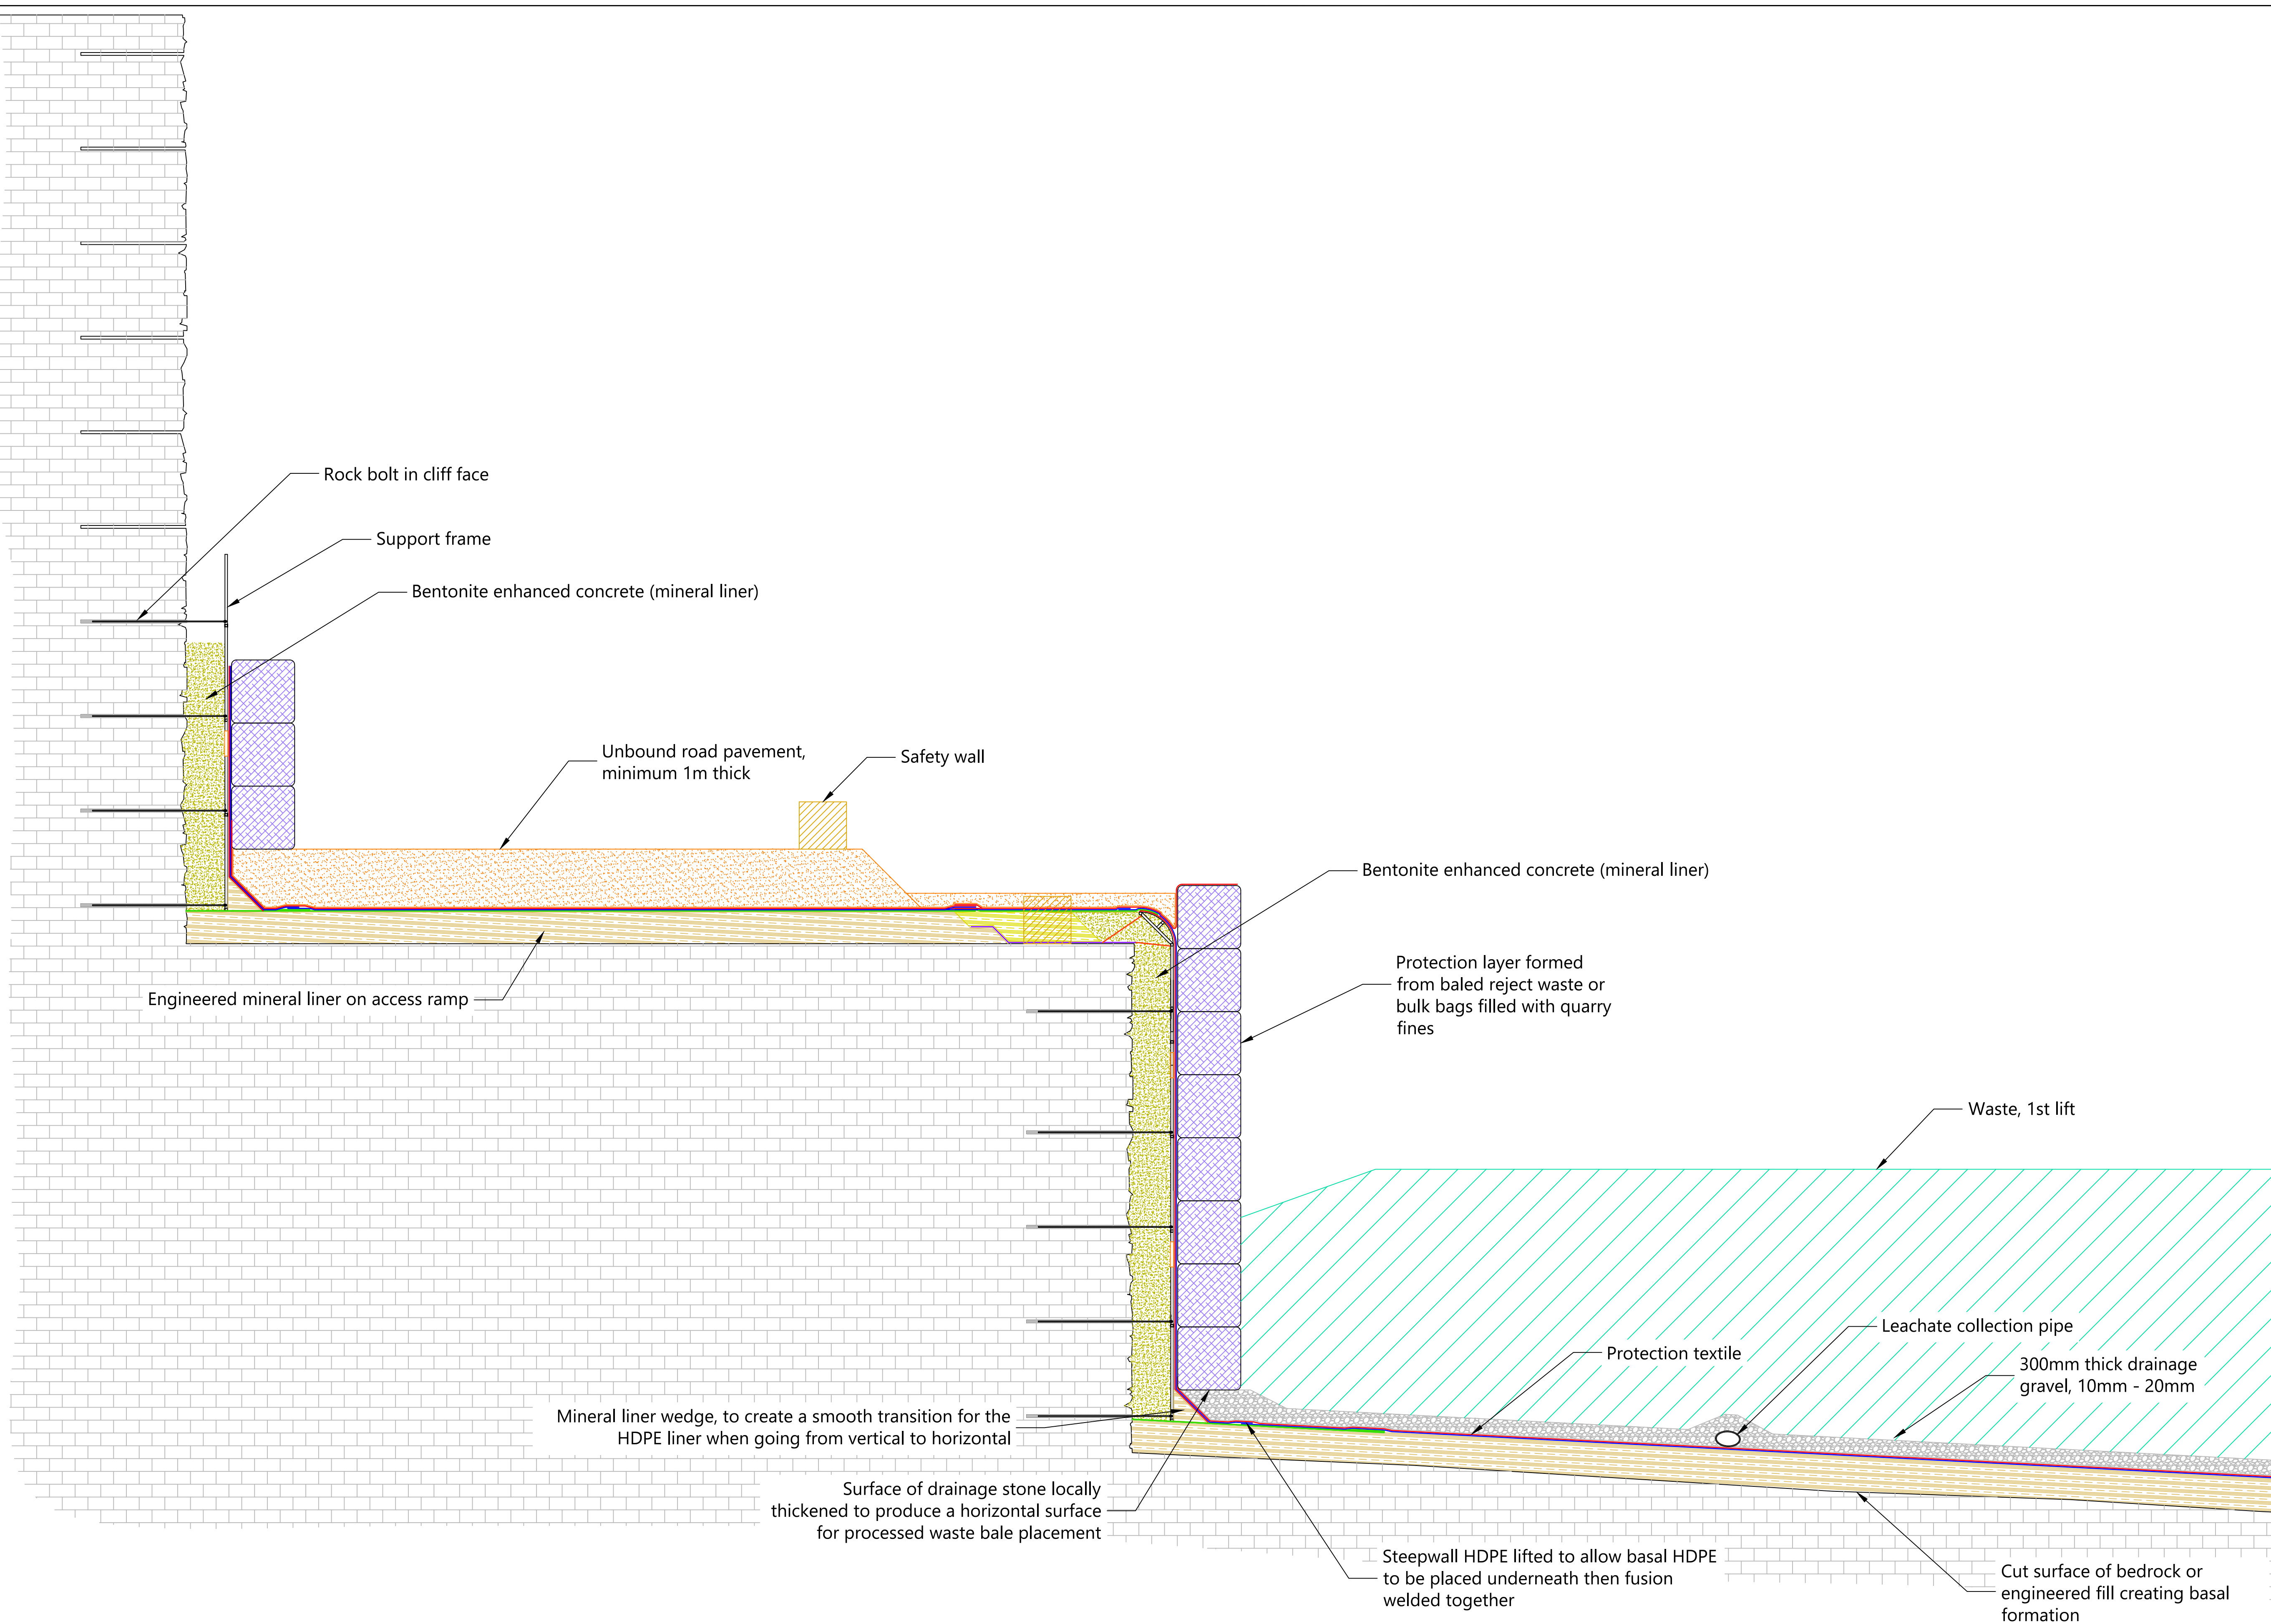 Rock bolt in cliff face
Support frame
Bentonite enhanced concrete (mineral liner)
Unbound road pavement,
minimum 1m thick
Safety wall
Bentonite enhanced concrete (mineral liner)
Engineered mineral liner on access ramp
Protection layer formed
from baled reject waste or
bulk bags filled with quarry
fines
Waste, 1st lift
Leachate collection pipe
Protection textile
300mm thick drainage
gravel, 10mm - 20mm
Mineral liner wedge, to create a smooth transition for the
HDPE liner when going from vertical to horizontal
Surface of drainage stone locally
thickened to produce a horizontal surface
for processed waste bale placement
Steepwall HDPE lifted to allow basal HDPE
to be placed underneath then fusion
welded together
Cut surface of bedrock or
engineered fill creating basal
formation